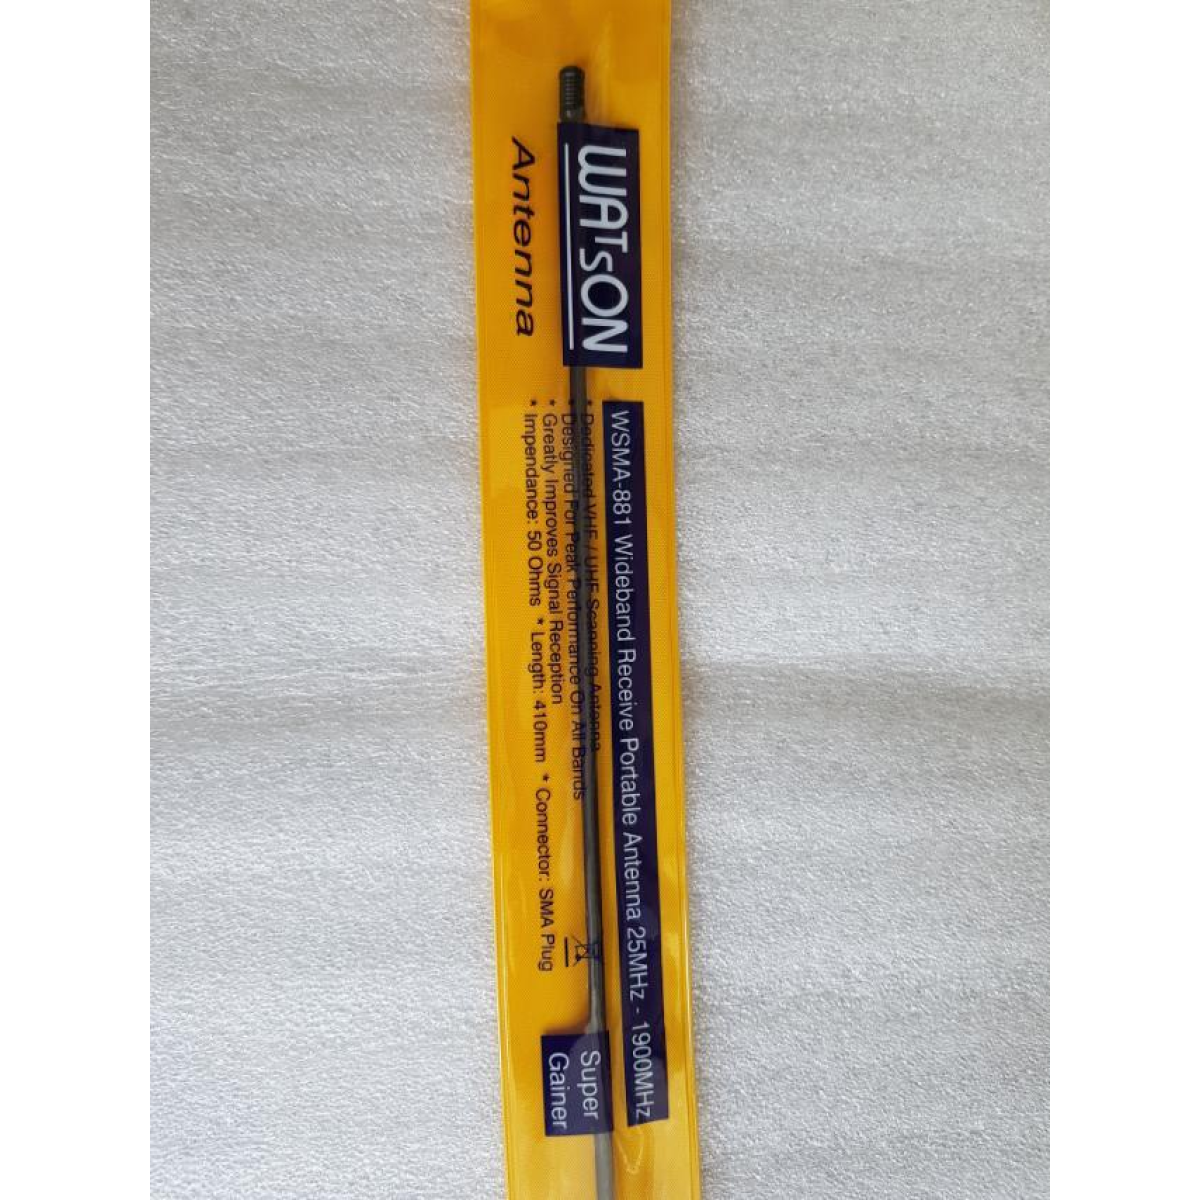 WATSON
Antenna
WSMA-881 Wideband Receive Portable Antenna 25MHz - 1900MHz
* Dedicated VHF / UHF Scanning Antenna
* Designed For Peak Performance On All Bands
* Greatly Improves Signal Reception
* Impendance: 50 Ohms * Length: 410mm * Connector: SMA Plug
Super
Gainer